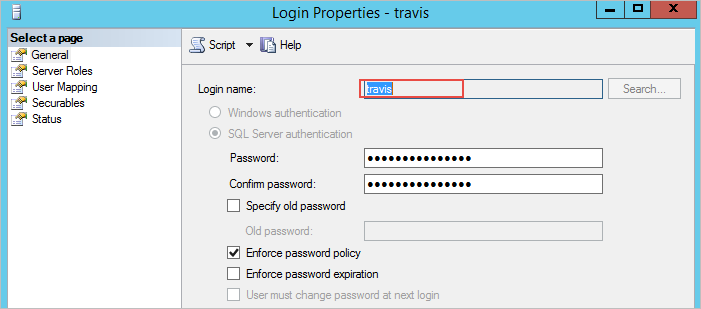 Login Properties - travis
Select a page
General
Server Roles
User Mapping
Securables
Status
Script Help
Login name: travis Search...
Windows authentication
SQL Server authentication
Password: ●●●●●●●●●●●●●●●
Confirm password: ●●●●●●●●●●●●●●●
Specify old password
Old password:
Enforce password policy
Enforce password expiration
User must change password at next login